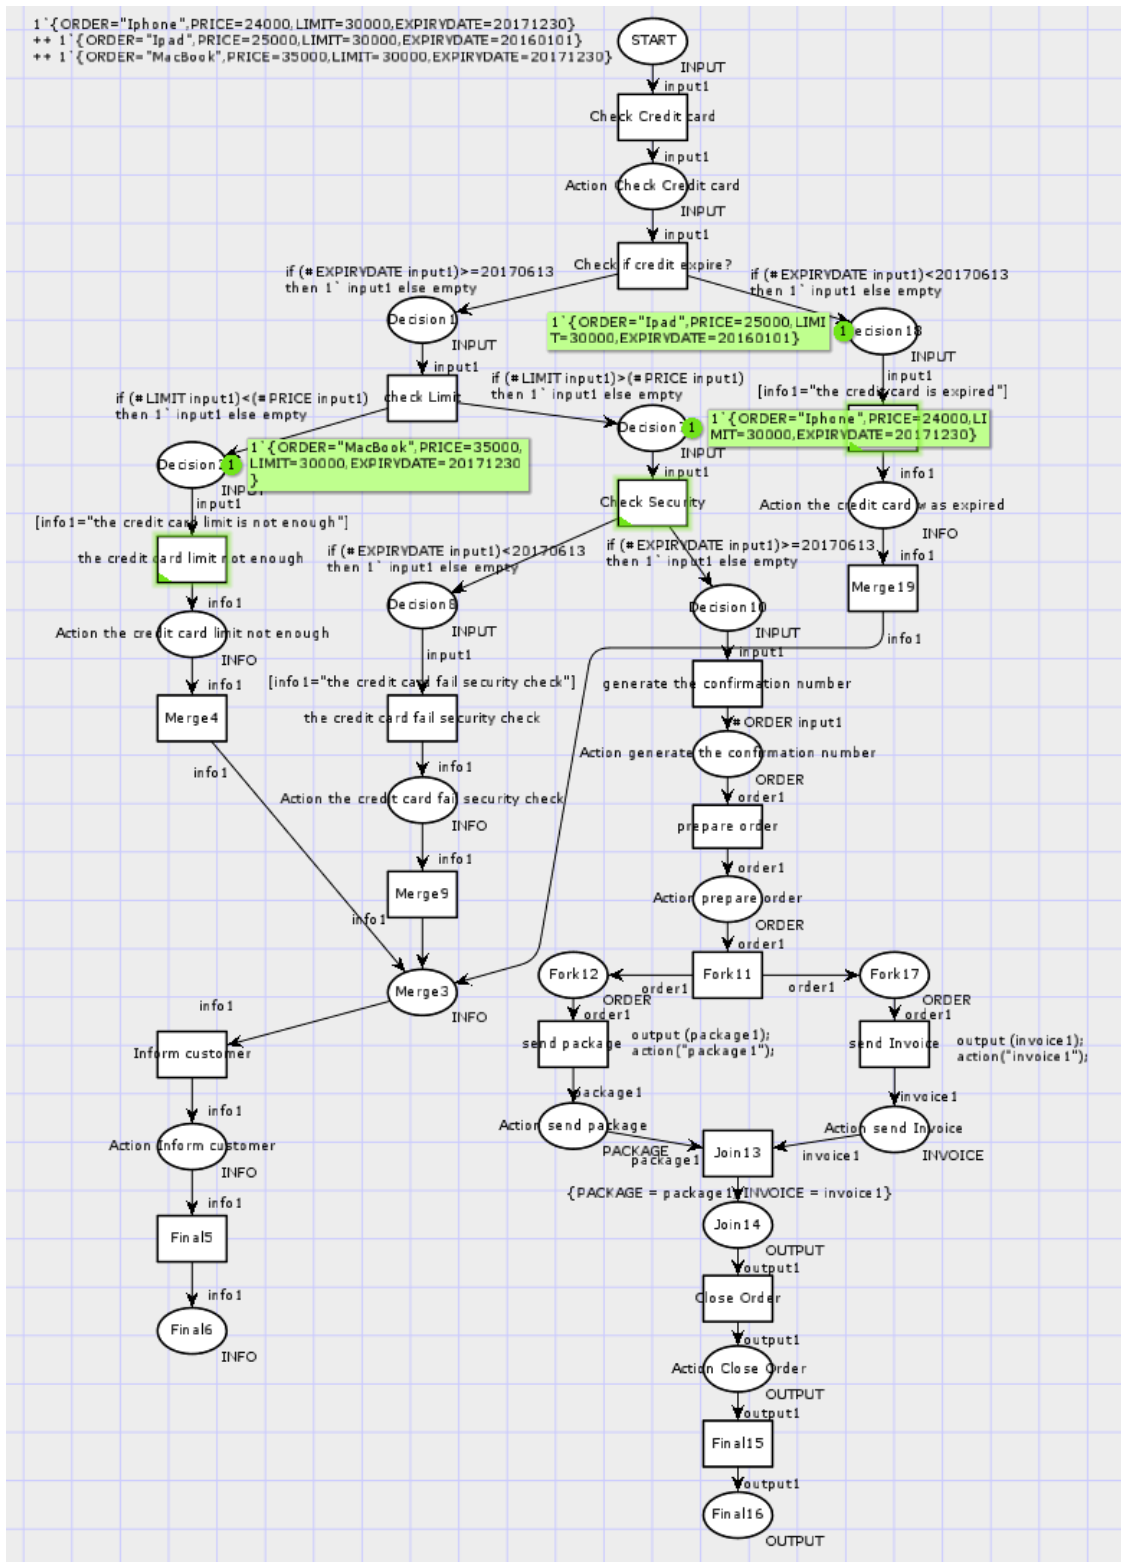 1`{ORDER="Iphone",PRICE=24000,LIMIT=30000,EXPIRYDATE=20171230}
++ 1`{ORDER="Ipad",PRICE=25000,LIMIT=30000,EXPIRYDATE=20160101}
++ 1`{ORDER="MacBook",PRICE=35000,LIMIT=30000,EXPIRYDATE=20171230}
START
INPUT
input1
Check Credit card
input1
Action Check Credit card
INPUT
input1
Check if credit expire?
if (#EXPIRYDATE input1)>=20170613
then 1` input1 else empty
if (#EXPIRYDATE input1)<20170613
then 1` input1 else empty
Decision1
INPUT
1`{ORDER="Ipad",PRICE=25000,LIMI
T=30000,EXPIRYDATE=20160101}
1
Decision18
INPUT
input1
input1
[info1="the credit card is expired"]
check Limit
if (#LIMIT input1)<(#PRICE input1)
then 1` input1 else empty
if (#LIMIT input1)>(#PRICE input1)
then 1` input1 else empty
Decision7
1
INPUT
1`{ORDER="Iphone",PRICE=24000,LI
MIT=30000,EXPIRYDATE=20171230}
Decision2
1
INPUT
1`{ORDER="MacBook",PRICE=35000,
LIMIT=30000,EXPIRYDATE=20171230
}
input1
input1
info1
[info1="the credit card limit is not enough"]
Check Security
Action the credit card was expired
INFO
the credit card limit not enough
if (#EXPIRYDATE input1)<20170613
then 1` input1 else empty
if (#EXPIRYDATE input1)>=20170613
then 1` input1 else empty
info1
Merge19
info1
info1
Decision8
INPUT
Decision10
INPUT
Action the credit card limit not enough
INFO
input1
input1
info1
[info1="the credit card fail security check"]
generate the confirmation number
Merge4
the credit card fail security check
#ORDER input1
Action generate the confirmation number
ORDER
info1
info1
Action the credit card fail security check
INFO
order1
prepare order
info1
order1
Merge9
Action prepare order
ORDER
info1
order1
Fork12
ORDER
Fork11
order1
order1
Fork17
ORDER
Merge3
INFO
info1
order1
order1
Inform customer
send package
output (package1);
action("package1");
send Invoice
output (invoice1);
action("invoice1");
info1
package1
invoice1
Action Inform customer
INFO
Action send package
PACKAGE
Action send Invoice
INVOICE
package1
Join13
invoice1
info1
{PACKAGE = package1,INVOICE = invoice1}
Final5
Join14
OUTPUT
output1
info1
Close Order
Final6
INFO
output1
Action Close Order
OUTPUT
output1
Final15
output1
Final16
OUTPUT